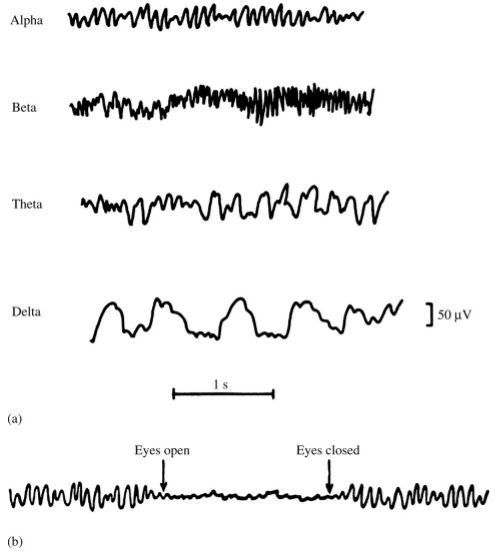 Alpha
Beta
Theta
Delta
50 μV
1 s
(a)
Eyes open
Eyes closed
(b)